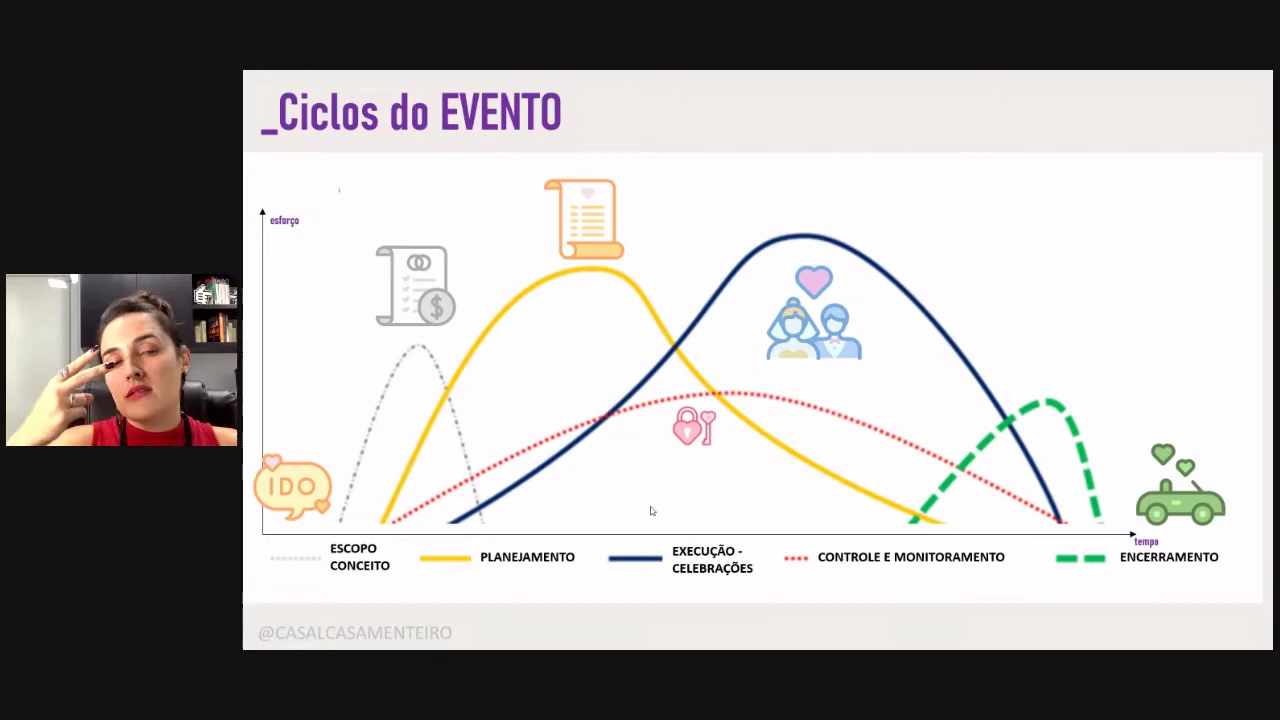 _Ciclos do EVENTO
esforço
$
IDO
tempo
ESCOPO
CONCEITO
PLANEJAMENTO
EXECUÇÃO -
CELEBRAÇÕES
CONTROLE E MONITORAMENTO
ENCERRAMENTO
@CASALCASAMENTEIRO